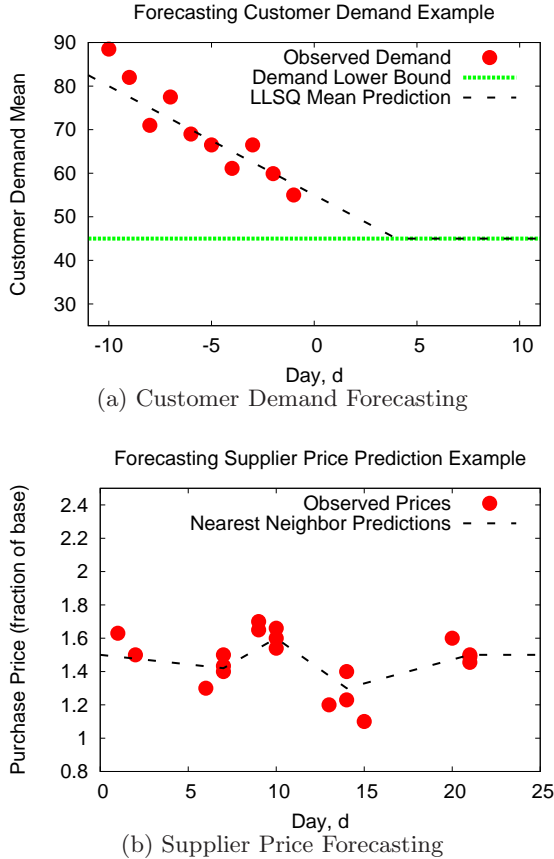 Forecasting Customer Demand Example
Customer Demand Mean
90
80
70
60
50
40
30
Observed Demand
Demand Lower Bound
LLSQ Mean Prediction
-10 -5 0 5 10
Day, d
(a) Customer Demand Forecasting
Forecasting Supplier Price Prediction Example
Purchase Price (fraction of base)
2.4
2.2
2
1.8
1.6
1.4
1.2
1
0.8
Observed Prices
Nearest Neighbor Predictions
0 5 10 15 20 25
Day, d
(b) Supplier Price Forecasting